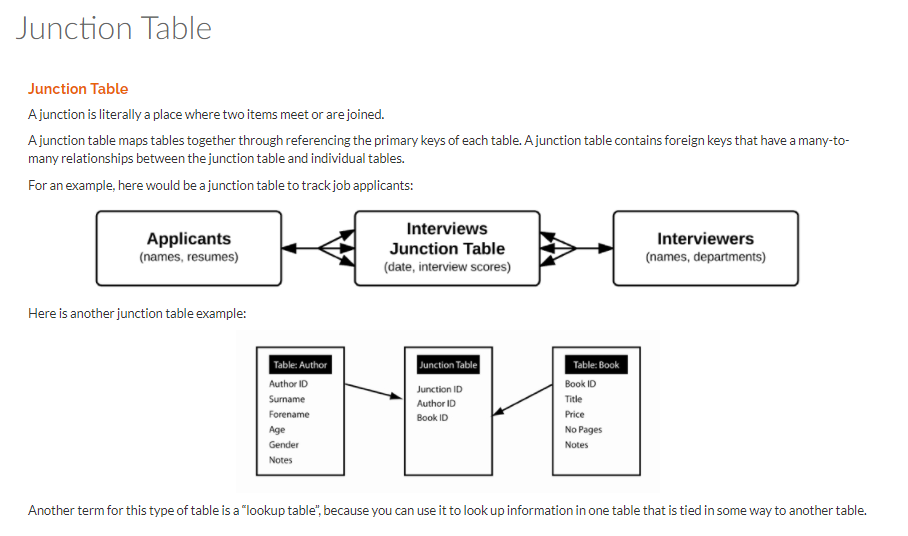 Junction Table
Junction Table
A junction is literally a place where two items meet or are joined.
A junction table maps tables together through referencing the primary keys of each table. A junction table contains foreign keys that have a many-to-
many relationships between the junction table and individual tables.
For an example, here would be a junction table to track job applicants:
Applicants
(names, resumes)
Interviews
Junction Table
(date, interview scores)
Interviewers
(names, departments)
Here is another junction table example:
Table: Author
Author ID
Surname
Forename
Age
Gender
Notes
Junction Table
Junction ID
Author ID
Book ID
Table: Book
Book ID
Title
Price
No Pages
Notes
Another term for this type of table is a "lookup table", because you can use it to look up information in one table that is tied in some way to another table.